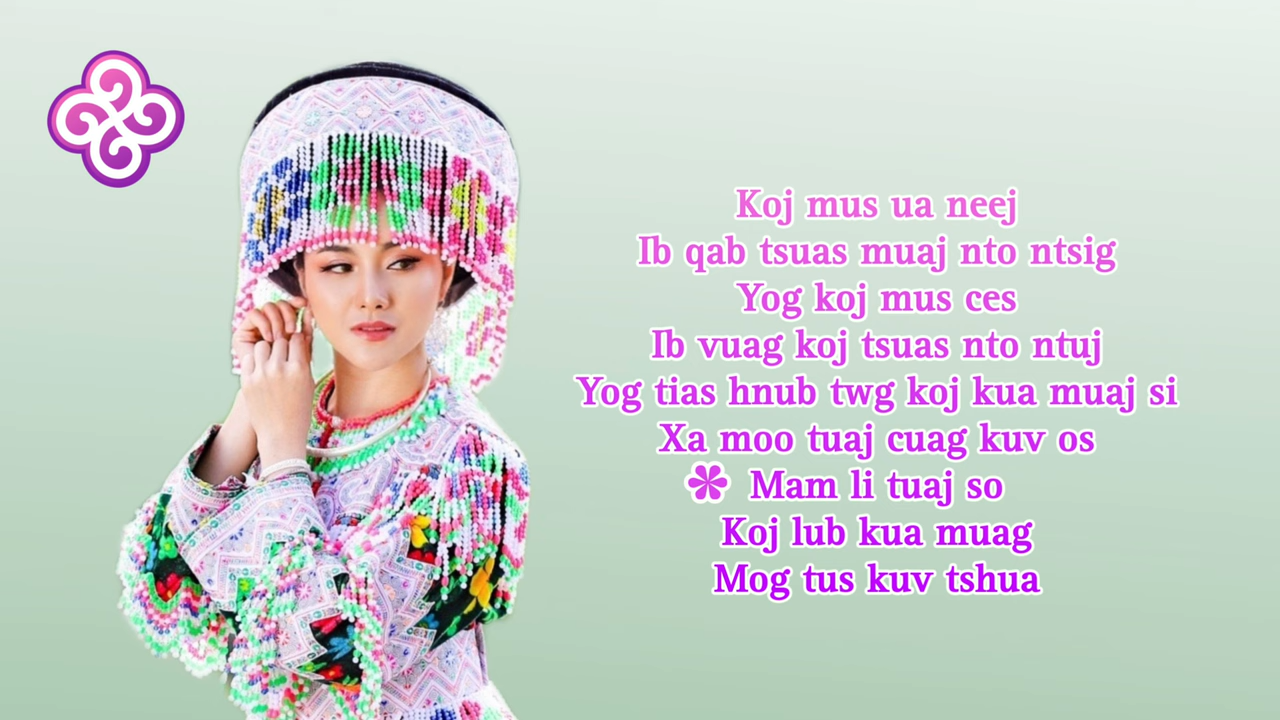 Koj mus ua neej
Ib qab tsuas muaj nto ntsig
Yog koj mus ces
Ib vuag koj tsuas nto ntuj
Yog tias hnub twg koj kua muaj si
Xa moo tuaj cuag kuv os
Mam li tuaj so
Koj lub kua muag
Mog tus kuv tshua